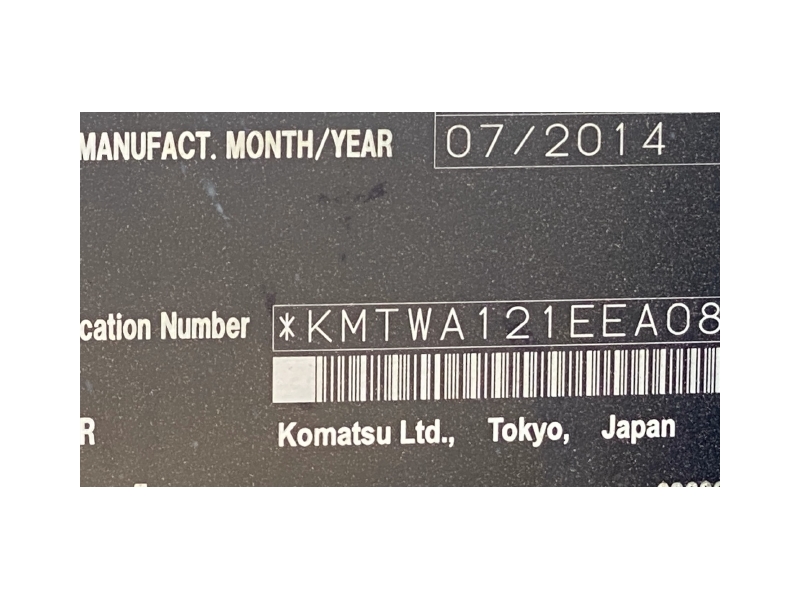 MANUFACT. MONTH/YEAR 07/2014
cation Number *KMTWA121EEA08
R Komatsu Ltd., Tokyo, Japan